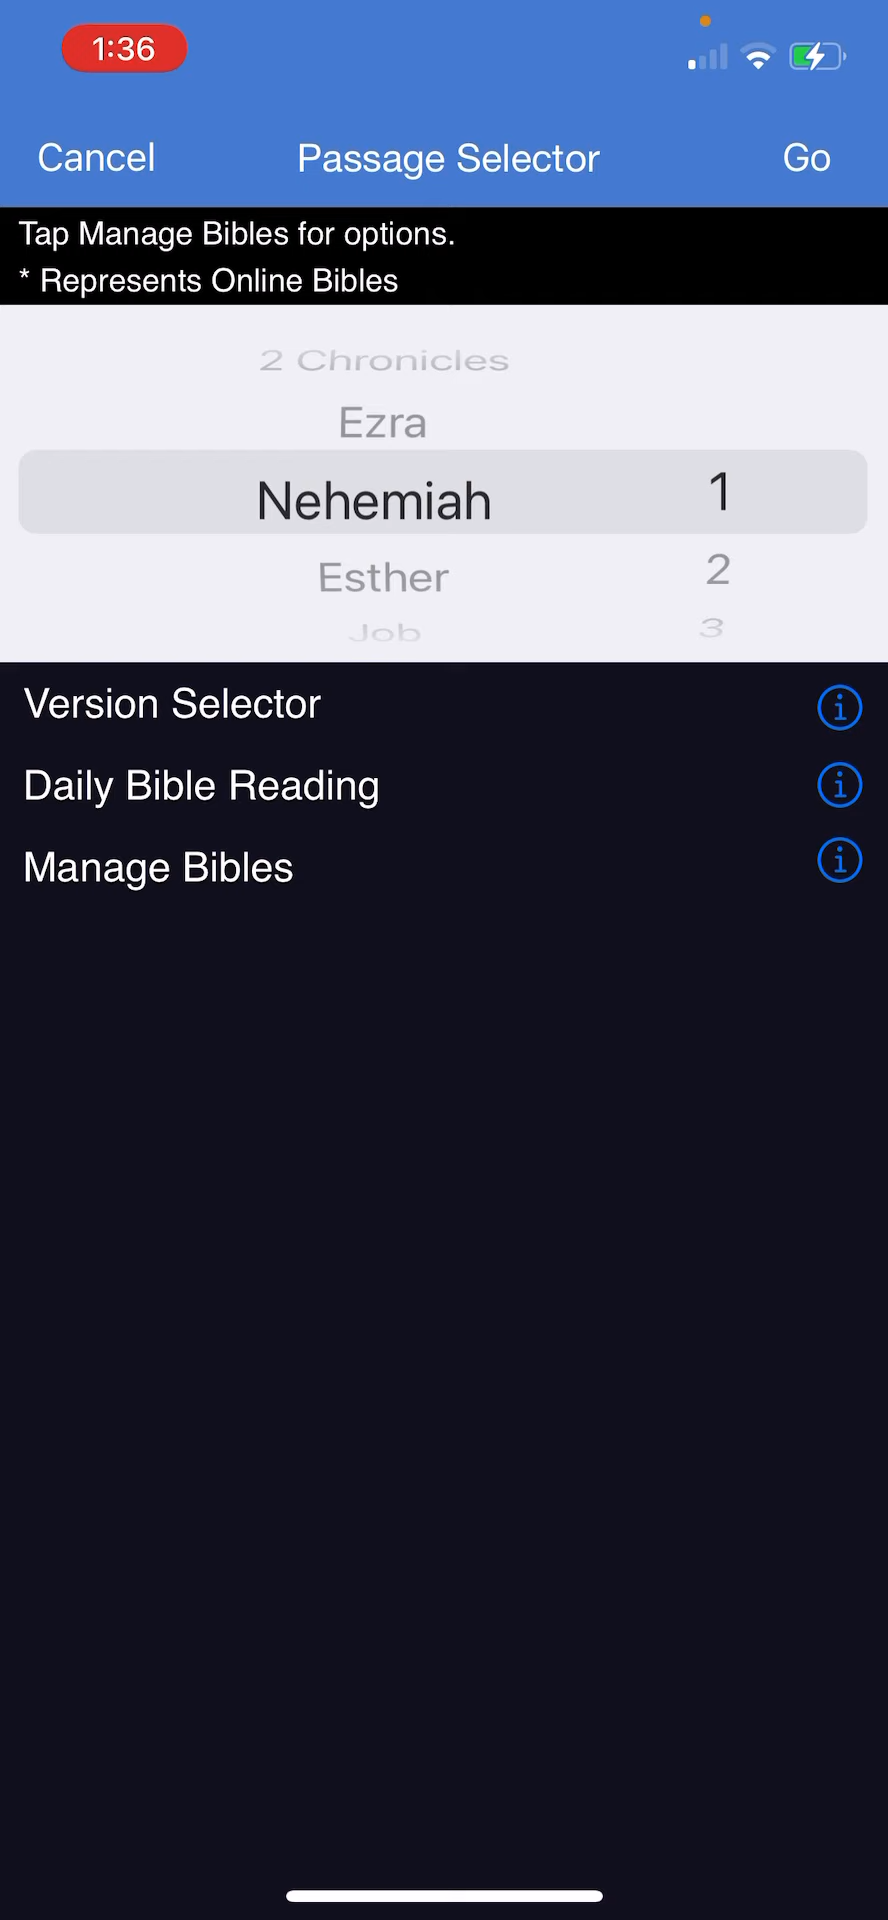 1:36
Cancel Passage Selector Go
Tap Manage Bibles for options.
* Represents Online Bibles
2 Chronicles
Ezra
Nehemiah 1
Esther 2
Job 3
Version Selector
Daily Bible Reading
Manage Bibles